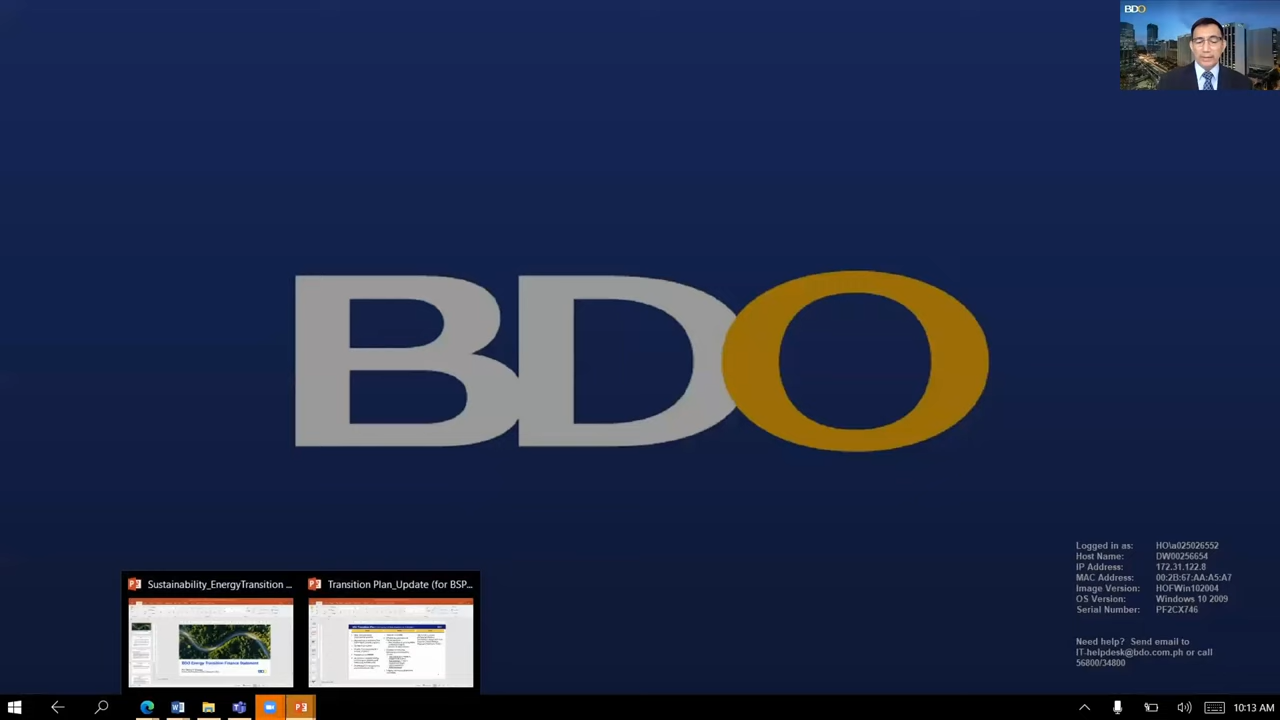 BDO
BDO
Logged in as: HO\a025026552
Host Name: DW00256654
IP Address: 172.31.122.8
MAC Address: 00:2B:67:AA:A5:A7
Image Version: HOFWin102004
OS Version: Windows 10 2009
Serial Number: PF2CX746
Need help? Send email to
IT-helpdesk@bdo.com.ph or call
Sustainability_EnergyTransition ...
Transition Plan_Update (for BSP...
BDO Energy Transition Finance Statement
10:13 AM